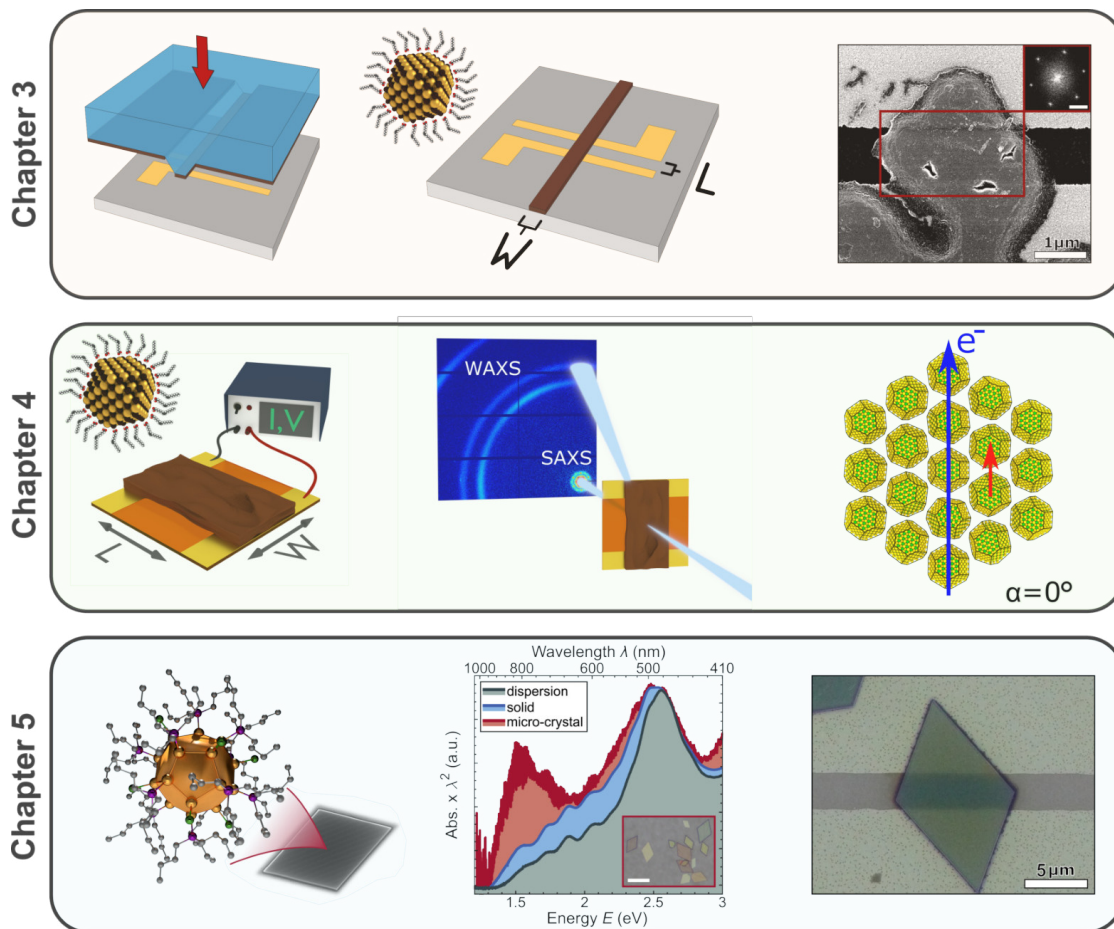 Chapter 3
W
L
1µm
Chapter 4
I,V
L
W
WAXS
SAXS
e-
α=0°
Chapter 5
Wavelength λ (nm)
1000 800 600 500 410
dispersion
solid
micro-crystal
Abs. x λ² (a.u.)
1.5 2 2.5 3
Energy E (eV)
5µm